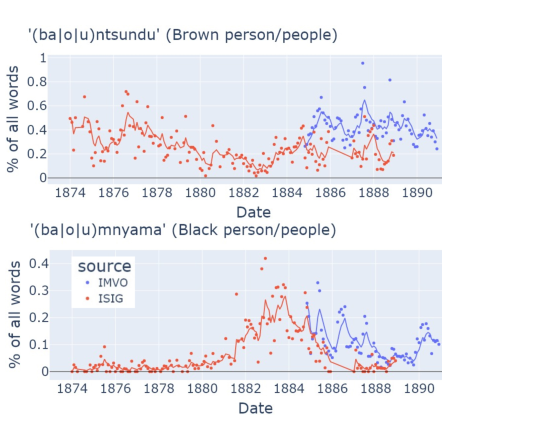 '(ba|o|u)ntsundu' (Brown person/people)
% of all words
1
0.8
0.6
0.4
0.2
0
1874 1876 1878 1880 1882 1884 1886 1888 1890
Date
'(ba|o|u)mnyama' (Black person/people)
% of all words
0.4
0.3
0.2
0.1
0
source
IMVO
ISIG
1874 1876 1878 1880 1882 1884 1886 1888 1890
Date